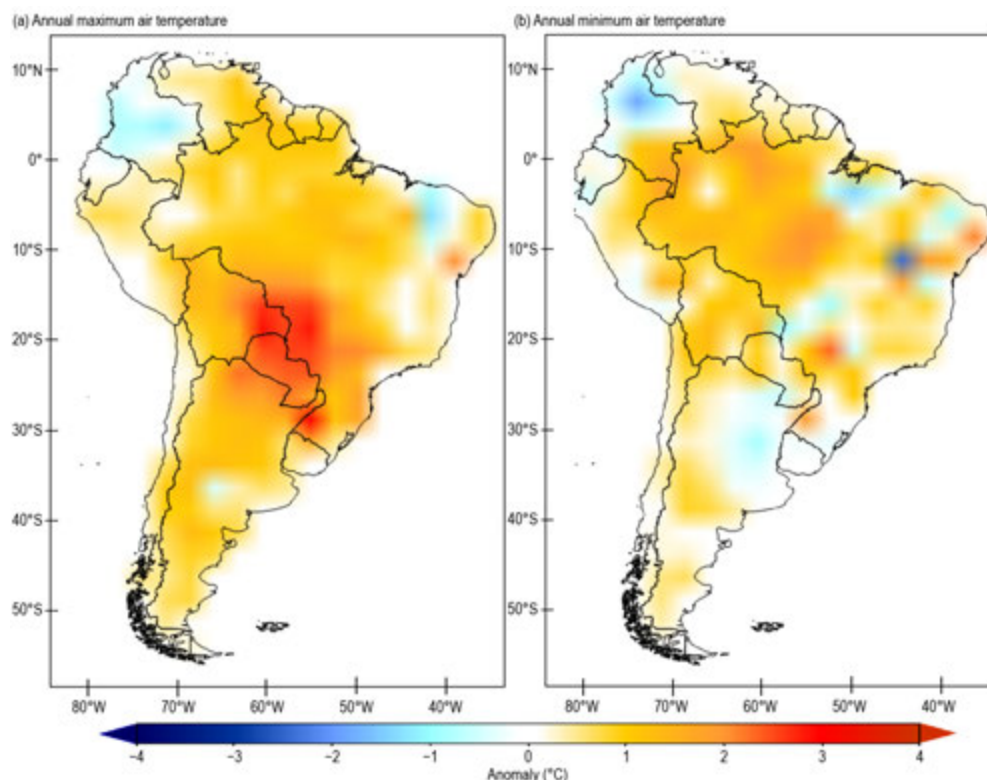 (a) Annual maximum air temperature
(b) Annual minimum air temperature
10°N
0°
10°S
20°S
30°S
40°S
50°S
80°W 70°W 60°W 50°W 40°W
10°N
0°
10°S
20°S
30°S
40°S
50°S
80°W 70°W 60°W 50°W 40°W
−4 −3 −2 −1 0 1 2 3 4
Anomaly (°C)